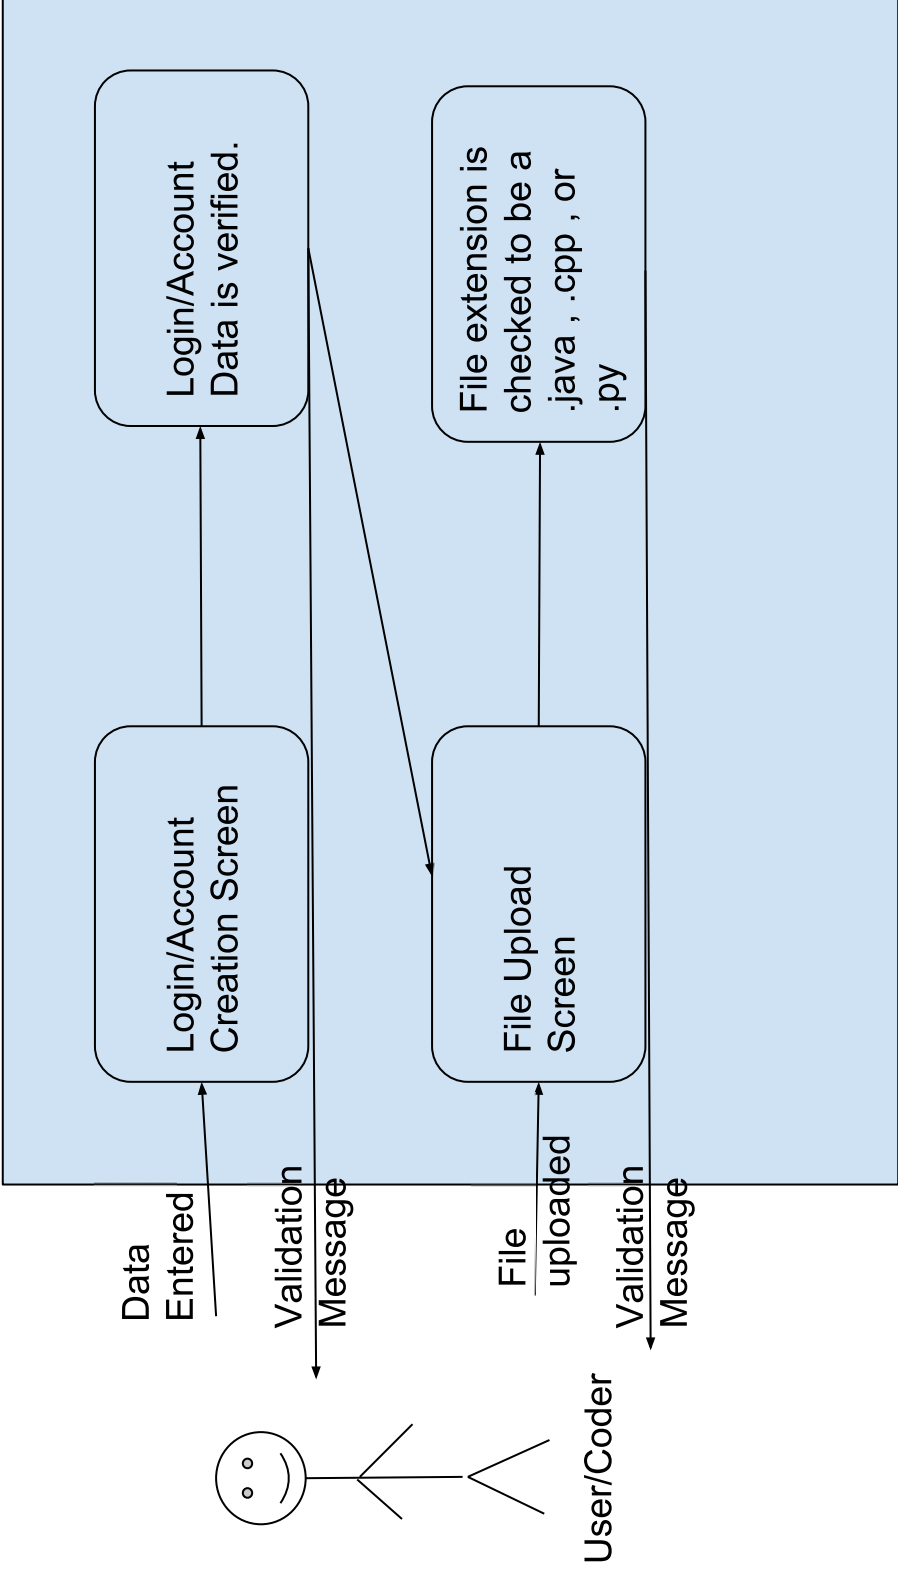 Login/Account
Data is verified.
Login/Account
Creation Screen
Data
Entered
Validation
Message
File extension is
checked to be a
.java , .cpp , or
.py
File Upload
Screen
File
uploaded
Validation
Message
User/Coder